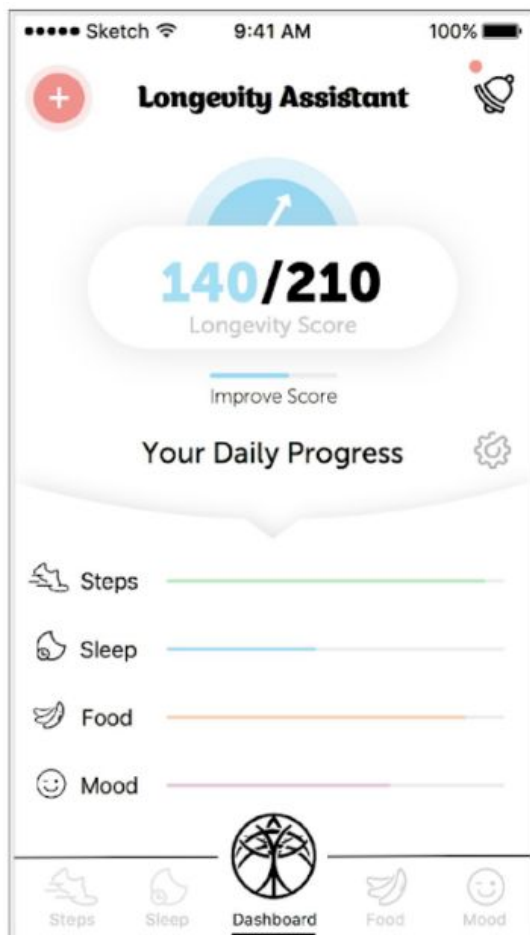 Sketch 9:41 AM 100%
Longevity Assistant
140/210
Longevity Score
Improve Score
Your Daily Progress
Steps
Sleep
Food
Mood
Steps Sleep Dashboard Food Mood